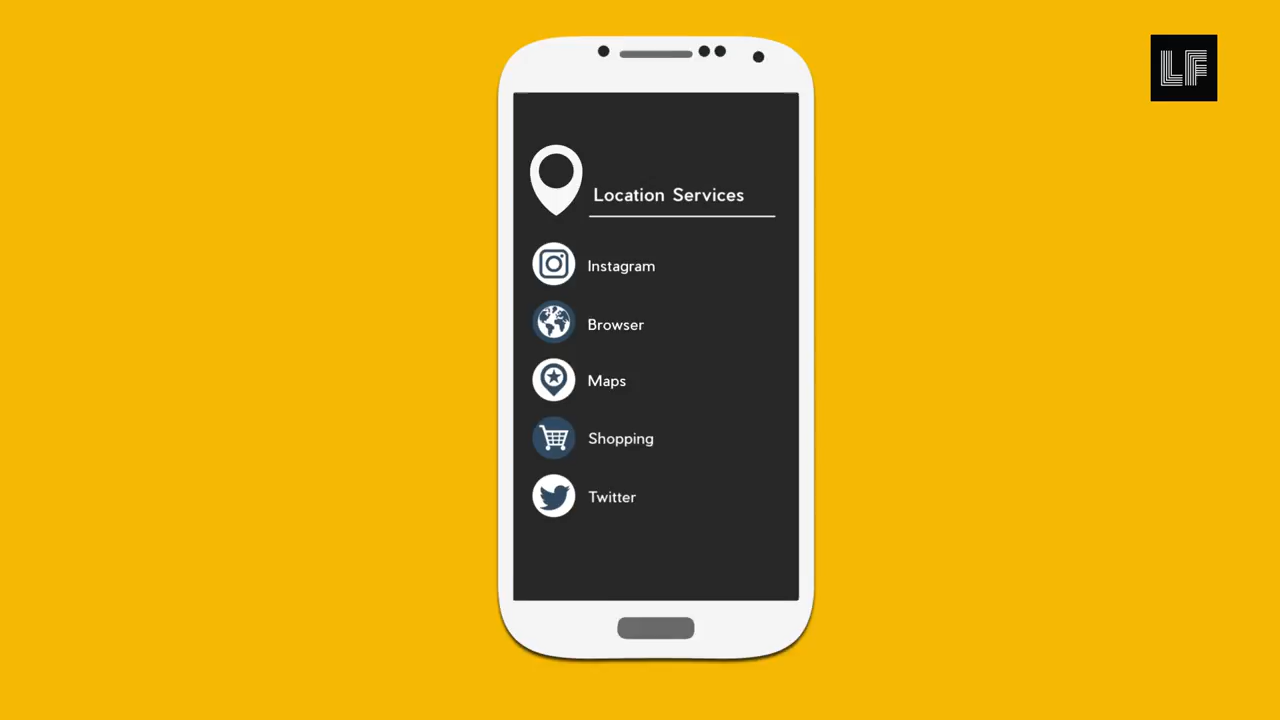 LF
Location Services
Instagram
Browser
Maps
Shopping
Twitter